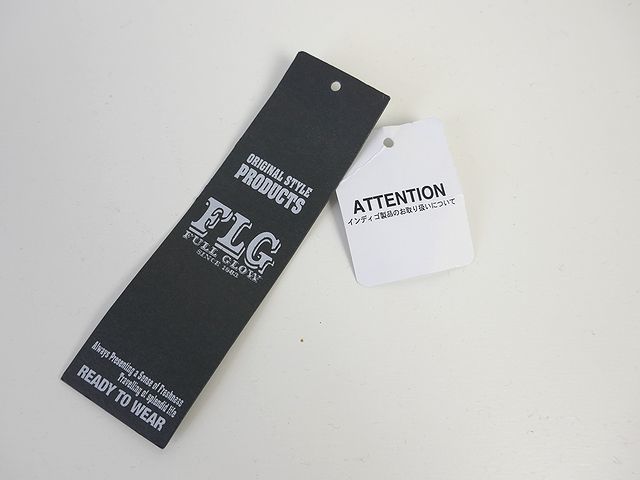 ORIGINAL STYLE
PRODUCTS
FLG
FULL GLOW
SINCE 1963
Always Presenting a Sense of Freshness
Travelling of splendid life
READY TO WEAR
ATTENTION
インディゴ製品のお取り扱いについて